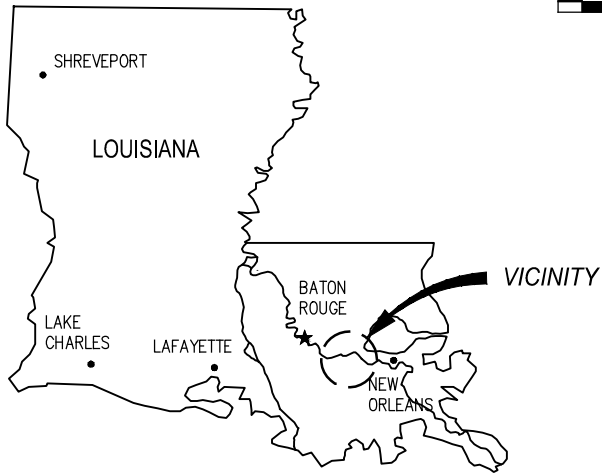 SHREVEPORT
LOUISIANA
VICINITY
BATON
ROUGE
LAKE
CHARLES
LAFAYETTE
NEW
ORLEANS